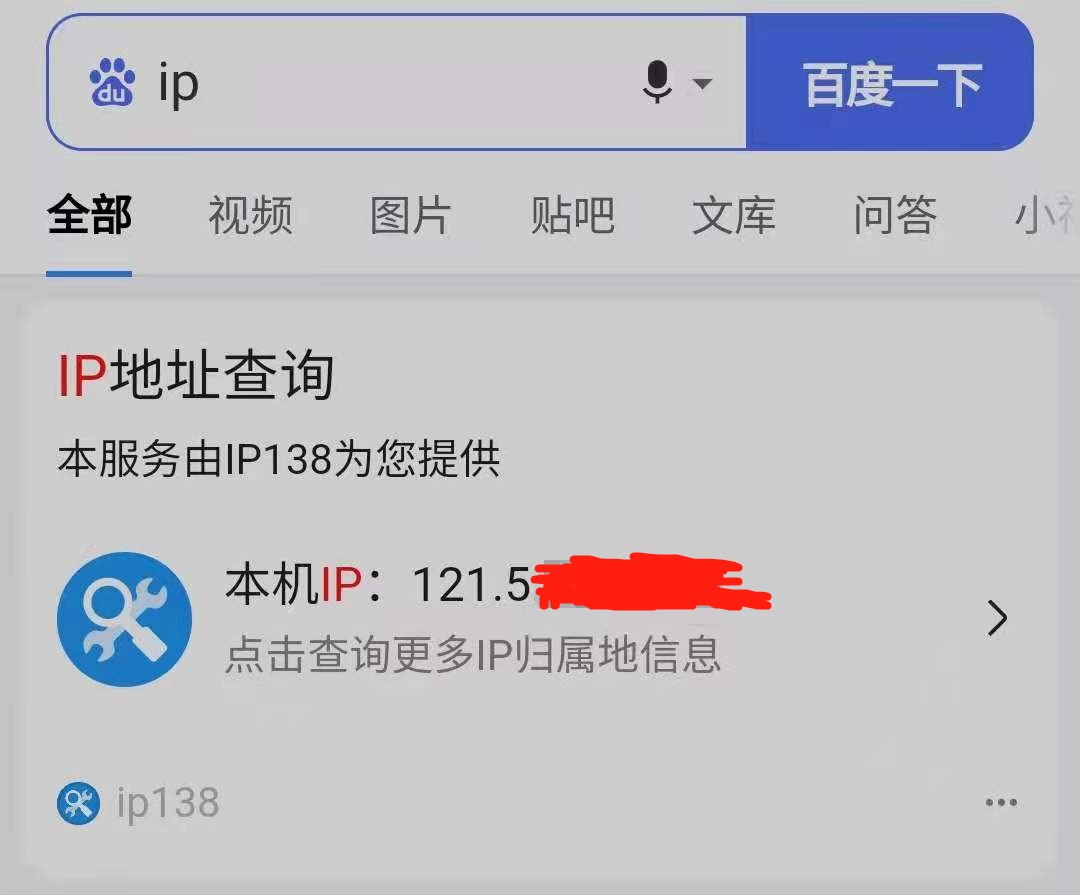 du ip 百度一下
全部 视频 图片 贴吧 文库 问答 小
IP地址查询
本服务由IP138为您提供
本机IP：121.5
点击查询更多IP归属地信息
ip138